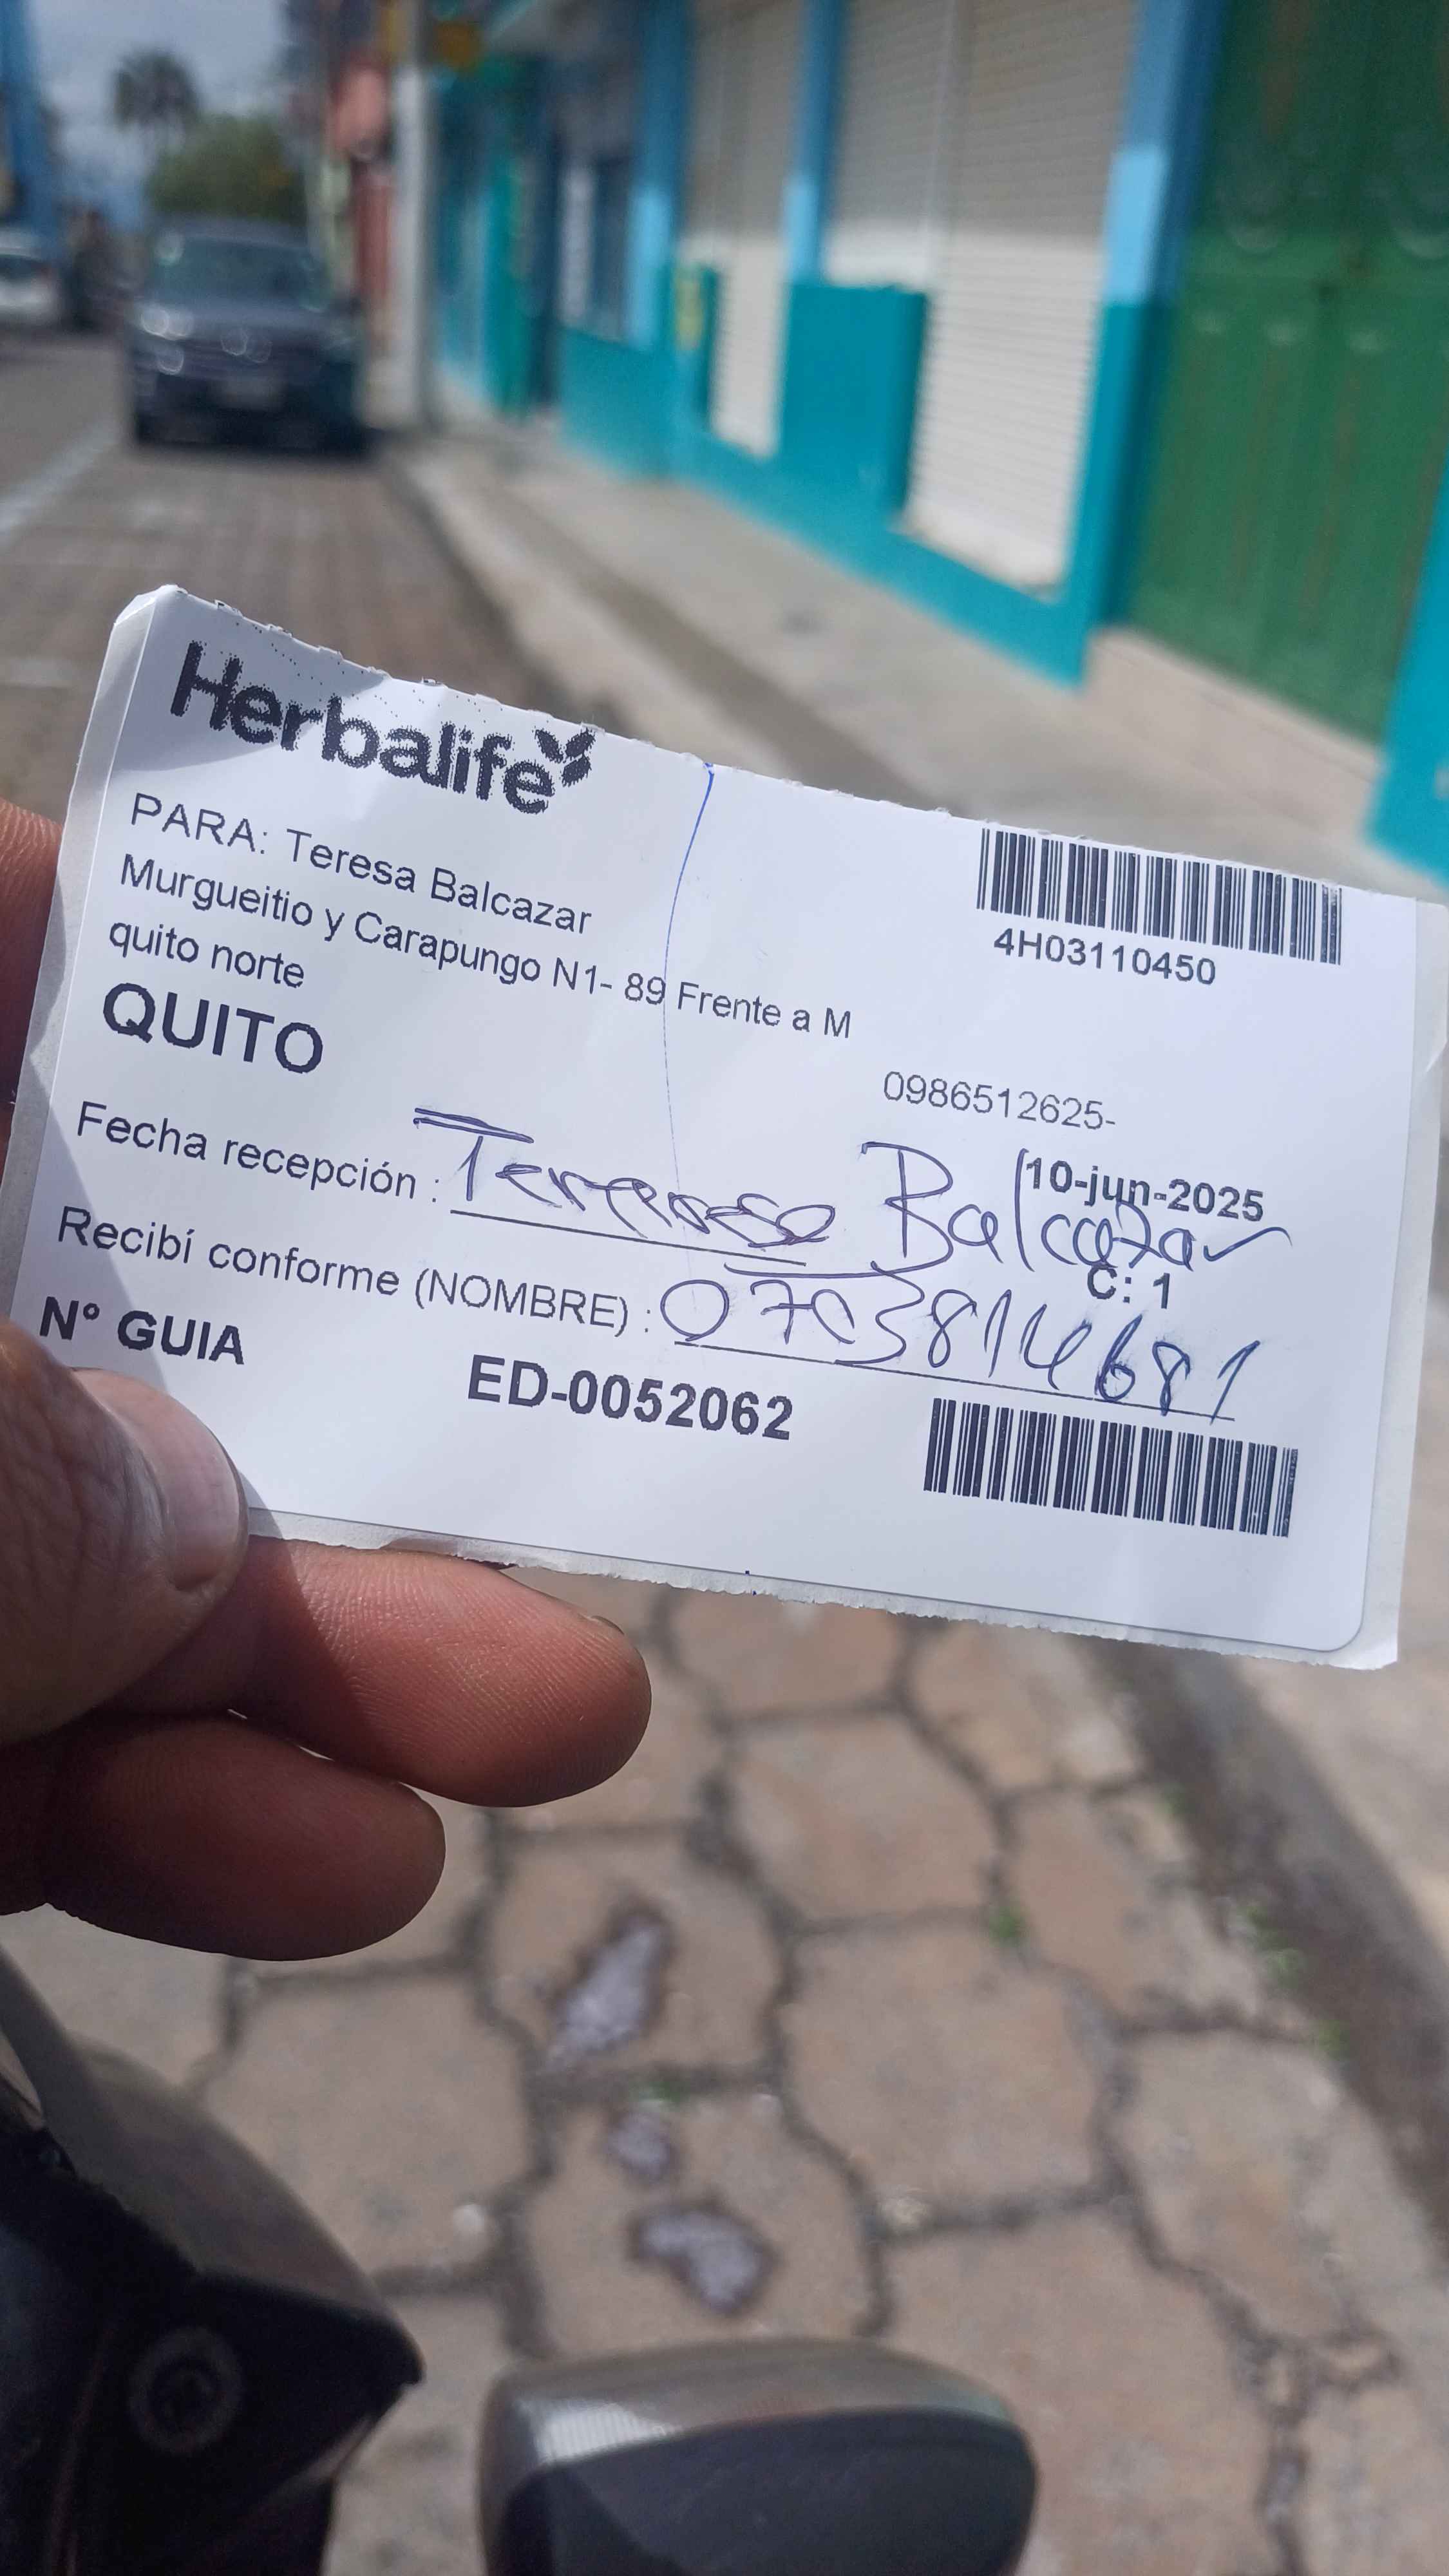 Herbalife
PARA: Teresa Balcazar
Murgueitio y Carapungo N1- 89 Frente a M
quito norte
QUITO
4H03110450
0986512625-
10-jun-2025
Fecha recepción : Balcazar
C: 1
Recibí conforme (NOMBRE) : 0703814681
Nº GUIA
ED-0052062